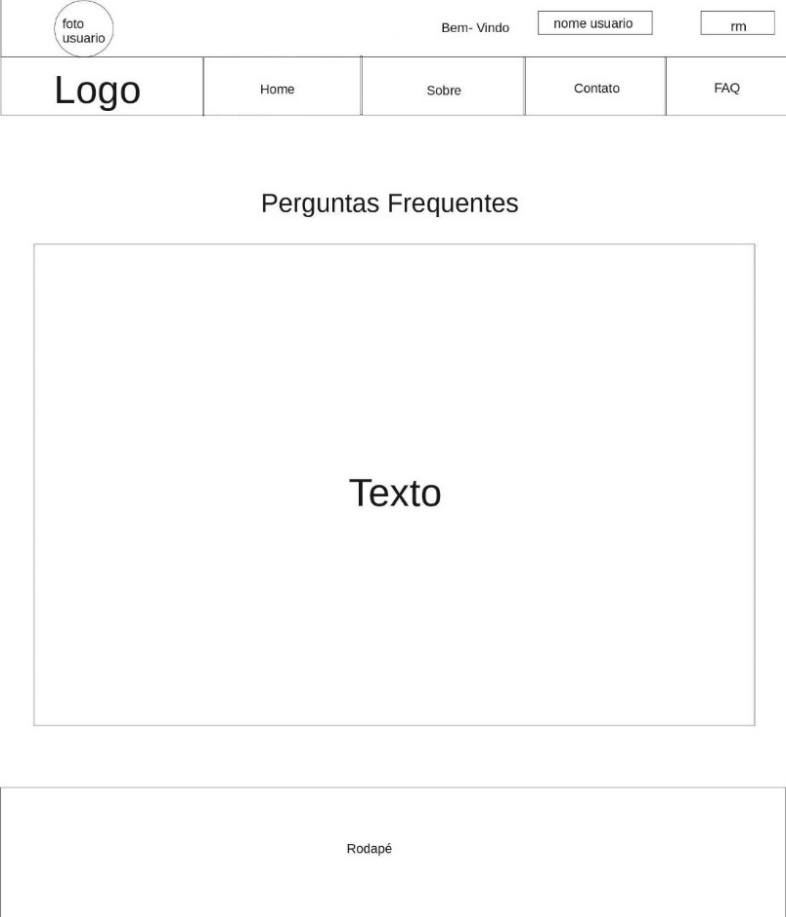 foto
usuario
Bem- Vindo
nome usuario
rm
Logo
Home
Sobre
Contato
FAQ
Perguntas Frequentes
Texto
Rodapé